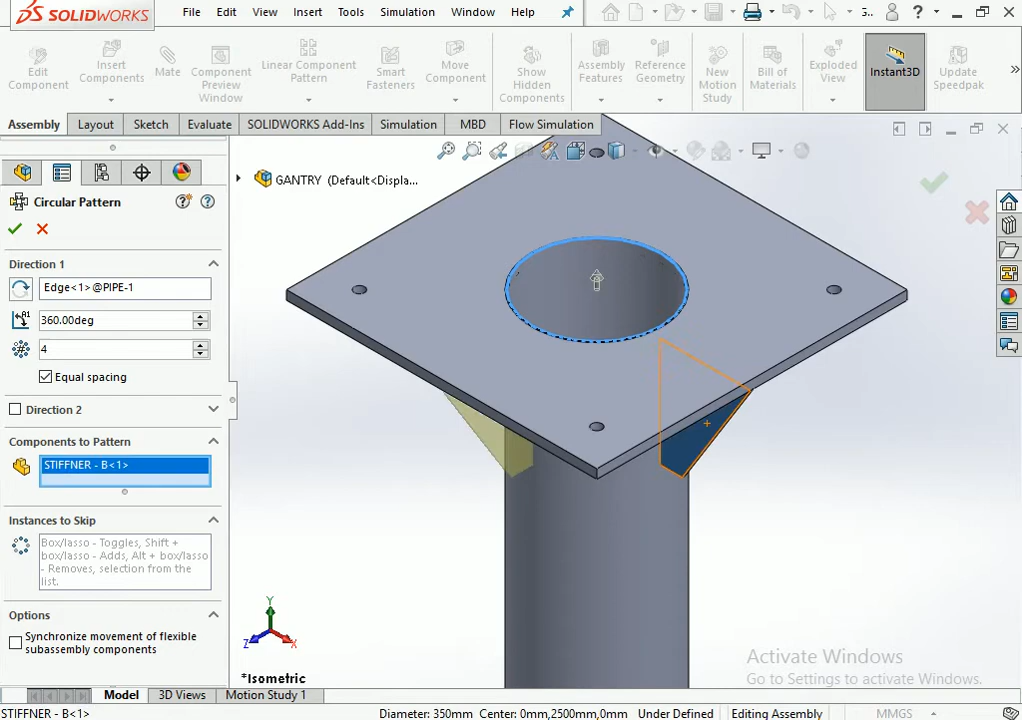 SOLIDWORKS
File Edit View Insert Tools Simulation Window Help 3..
Edit Component
Insert Components
Mate
Component Preview Window
Linear Component Pattern
Smart Fasteners
Move Component
Show Hidden Components
Assembly Features
Reference Geometry
New Motion Study
Bill of Materials
Exploded View
Instant3D
Update Speedpak
Assembly Layout Sketch Evaluate SOLIDWORKS Add-Ins Simulation MBD Flow Simulation
GANTRY (Default<Displa...
Circular Pattern
Direction 1
Edge<1>@PIPE-1
360.00deg
4
Equal spacing
Direction 2
Components to Pattern
STIFFNER - B<1>
Instances to Skip
Box/lasso - Toggles, Shift +
box/lasso - Adds, Alt + box/lasso
- Removes, selection from the
list.
Options
Synchronize movement of flexible
subassembly components
Y
Z X
*Isometric
Activate Windows
Go to Settings to activate Windows.
Model 3D Views Motion Study 1
STIFFNER - B<1> Diameter: 350mm Center: 0mm,2500mm,0mm Under Defined Editing Assembly MMGS